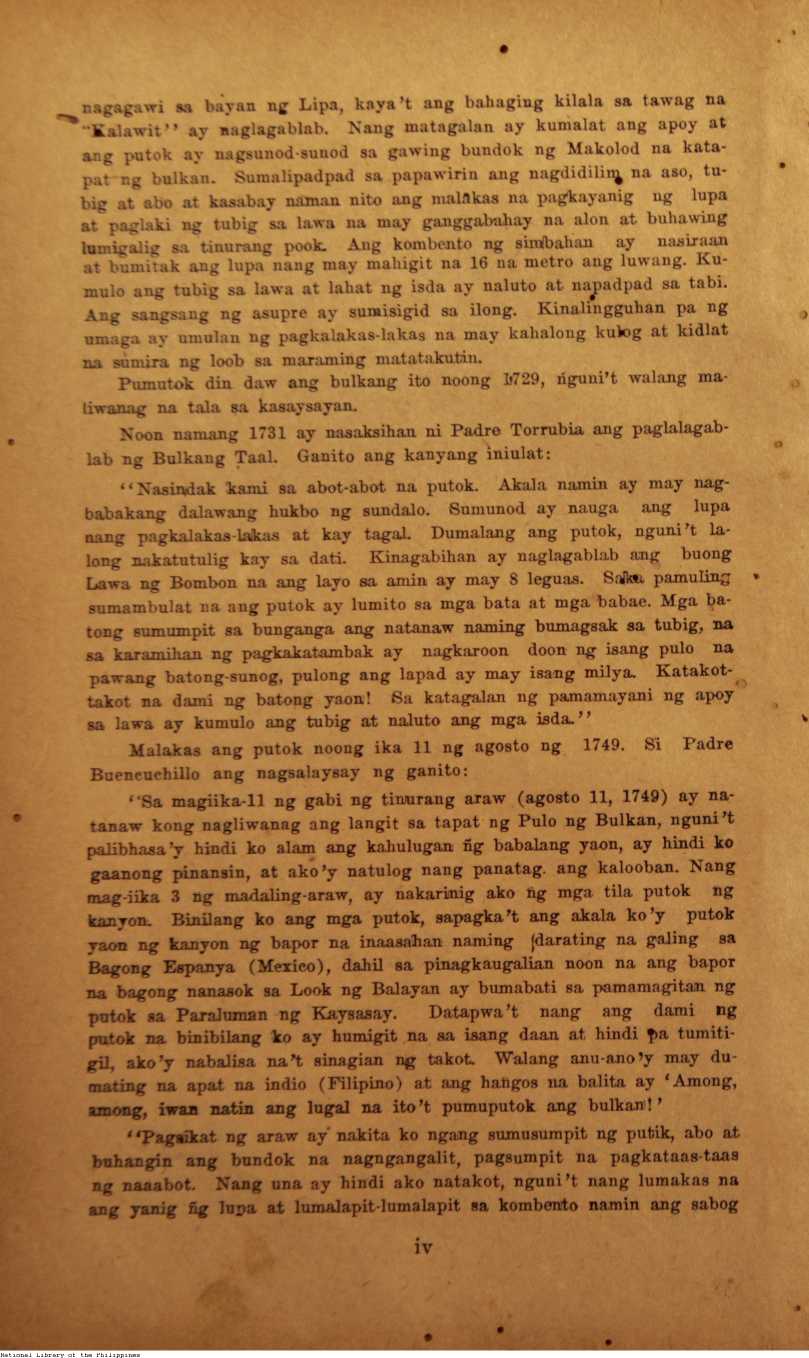 nagagawi sa bayan ng Lipa, kaya't ang bahaging kilala sa tawag na
"Kalawit'' ay naglagablab. Nang matagalan ay kumalat ang apoy at
ang putok ay nagsunod-sunod sa gawing bundok ng Makolod na kata-
pat ng bulkan. Sumalipadpad sa papawirin ang nagdidilim na aso, tu-
big at abo at kasabay naman nito ang malakas na pagkayanig ng lupa
at paglaki ng tubig sa lawa na may ganggabahay na alon at buhawing
lumigalig sa tinurang pook. Ang kombento ng simbahan ay nasiraan
at bumitak ang lupa nang may mahigit na 16 na metro ang luwang. Ku-
mulo ang tubig sa lawa at lahat ng isda ay naluto at napadpad sa tabi.
Ang sangsang ng asupre ay sumisigid sa ilong. Kinalingguhan pa ng
umaga ay umulan ng pagkalakas-lakas na may kahalong kulog at kidlat
na sumira ng loob sa maraming matatakutin.
Pumutok din daw ang bulkang ito noong 1729, ñguni't walang ma-
liwanag na tala sa kasaysayan.
Noon namang 1731 ay nasaksihan ni Padre Torrubia ang paglalagab-
lab ng Bulkang Taal. Ganito ang kanyang iniulat:
''Nasindak kami sa abot-abot na putok. Akala namin ay may nag-
babakang dalawang hukbo ng sundalo. Sumunod ay nauga ang lupa
nang pagkalakas-lakas at kay tagal. Dumalang ang putok, nguni't la-
long nakatutulig kay sa dati. Kinagabihan ay naglagablab ang buong
Lawa ng Bombon na ang layo sa amin ay may 8 leguas. Saka pamuling
sumambulat na ang putok ay lumito sa mga bata at mga babae. Mga ba-
tong sumumpit sa bunganga ang natanaw naming bumagsak sa tubig, na
sa karamihan ng pagkakatambak ay nagkaroon doon ng isang pulo na
pawang batong-sunog, pulong ang lapad ay may isang milya. Katakot-
takot na dami ng batong yaon! Sa katagalan ng pamamayani ng apoy
sa lawa ay kumulo ang tubig at naluto ang mga isda.''
Malakas ang putok noong ika 11 ng agosto ng 1749. Si Padre
Buencuchillo ang nagsalaysay ng ganito:
''Sa magiika-11 ng gabi ng tinurang araw (agosto 11, 1749) ay na-
tanaw kong nagliwanag ang langit sa tapat ng Pulo ng Bulkan, nguni't
palibhasa'y hindi ko alam ang kahulugan ñg babalang yaon, ay hindi ko
gaanong pinansin, at ako'y natulog nang panatag. ang kalooban. Nang
mag-iika 3 ng madaling-araw, ay nakarinig ako ñg mga tila putok ng
kanyon. Binilang ko ang mga putok, sapagka't ang akala ko'y putok
yaon ng kanyon ng bapor na inaasahan naming darating na galing sa
Bagong Espanya (Mexico), dahil sa pinagkaugalian noon na ang bapor
na bagong nanasok sa Look ng Balayan ay bumabati sa pamamagitan ng
putok sa Paraluman ng Kaysasay. Datapwa't nang ang dami ng
putok na binibilang ko ay humigit na sa isang daan at hindi pa tumiti-
gil, ako'y nabalisa na't sinagian ng takot. Walang anu-ano'y may du-
mating na apat na indio (Filipino) at ang hangos na balita ay 'Among,
among, iwan natin ang lugal na ito't pumuputok ang bulkan!'
''Pagsikat ng araw ay nakita ko ngang sumusumpit ng putik, abo at
buhangin ang bundok na nagngangalit, pagsumpit na pagkataas-taas
ng naaabot. Nang una ay hindi ako natakot, nguni't nang lumakas na
ang yanig ñg lupa at lumalapit-lumalapit sa kombento namin ang sabog
iv
National Library of the Philippines